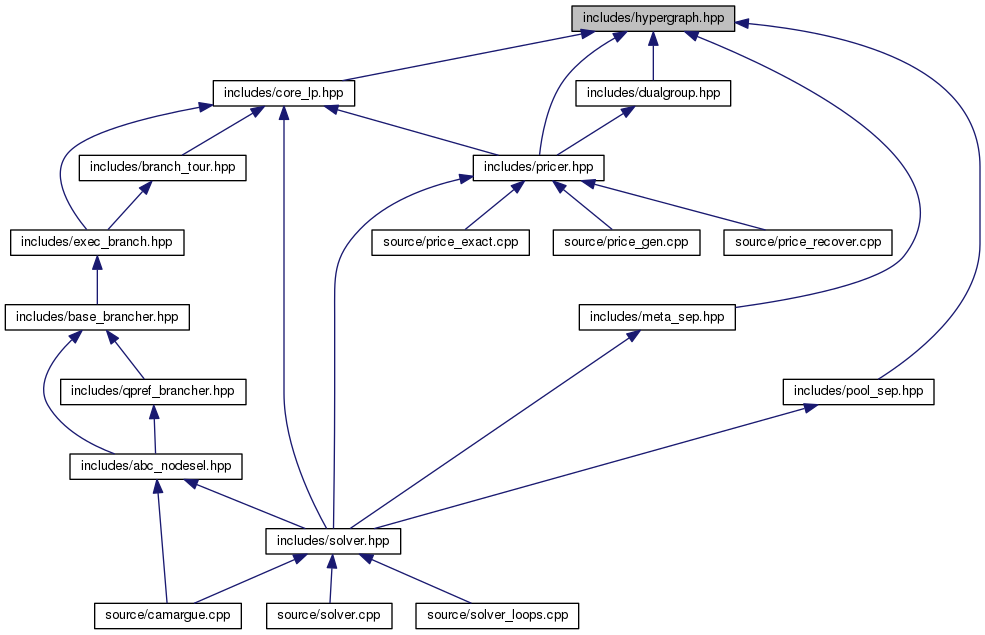 includes/hypergraph.hpp
includes/core_lp.hpp
includes/dualgroup.hpp
includes/branch_tour.hpp
includes/pricer.hpp
includes/exec_branch.hpp
source/price_exact.cpp
source/price_gen.cpp
source/price_recover.cpp
includes/base_brancher.hpp
includes/meta_sep.hpp
includes/qpref_brancher.hpp
includes/pool_sep.hpp
includes/abc_nodesel.hpp
includes/solver.hpp
source/camargue.cpp
source/solver.cpp
source/solver_loops.cpp